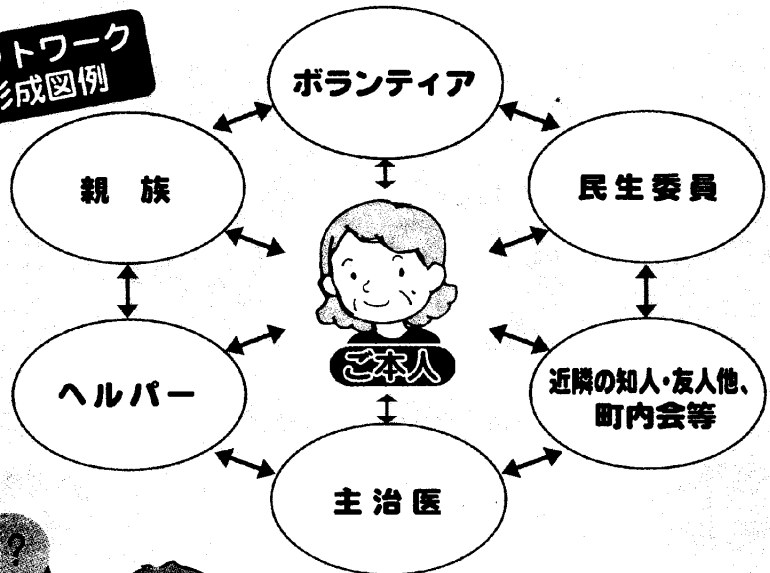 トワーク
形成図例
ボランティア
親 族
民生委員
ご本人
ヘルパー
近隣の知人・友人他、
町内会等
主治医
?